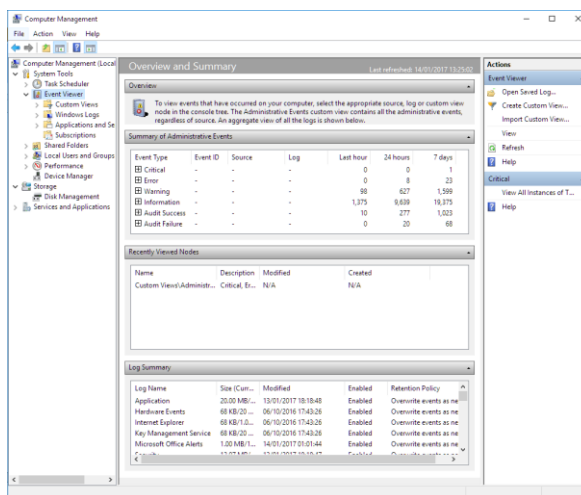 Computer Management
File Action View Help
Computer Management (Local
System Tools
Task Scheduler
Event Viewer
Custom Views
Windows Logs
Applications and Se
Subscriptions
Shared Folders
Local Users and Groups
Performance
Device Manager
Storage
Disk Management
Services and Applications
Overview and Summary Last refreshed: 14/01/2017 13:25:02
Overview
To view events that have occurred on your computer, select the appropriate source, log or custom view
node in the console tree. The Administrative Events custom view contains all the administrative events,
regardless of source. An aggregate view of all the logs is shown below.
Summary of Administrative Events
Event Type Event ID Source Log Last hour 24 hours 7 days
Critical - - - 0 0 1
Error - - - 0 8 23
Warning - - - 98 627 1,599
Information - - - 1,375 9,639 19,375
Audit Success - - - 10 277 1,023
Audit Failure - - - 0 20 68
Recently Viewed Nodes
Name Description Modified Created
Custom Views\Administr... Critical, Er... N/A N/A
Log Summary
Log Name Size (Curr... Modified Enabled Retention Policy
Application 20.00 MB/... 13/01/2017 18:18:48 Enabled Overwrite events as ne
Hardware Events 68 KB/20 ... 06/10/2016 17:43:26 Enabled Overwrite events as ne
Internet Explorer 68 KB/1.0... 06/10/2016 17:43:26 Enabled Overwrite events as ne
Key Management Service 68 KB/20 ... 06/10/2016 17:43:26 Enabled Overwrite events as ne
Microsoft Office Alerts 1.00 MB/1... 14/01/2017 01:01:44 Enabled Overwrite events as ne
Actions
Event Viewer
Open Saved Log...
Create Custom View...
Import Custom View...
View
Refresh
Help
Critical
View All Instances of T...
Help